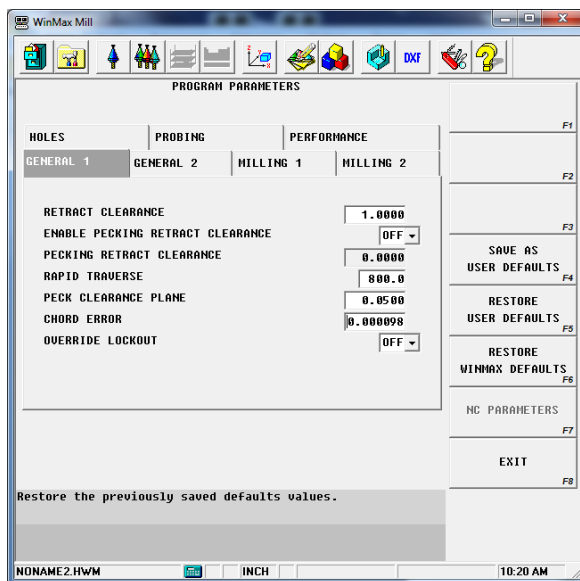 WinMax Mill
DXF
PROGRAM PARAMETERS
HOLES PROBING PERFORMANCE
GENERAL 1 GENERAL 2 MILLING 1 MILLING 2
RETRACT CLEARANCE 1.0000
ENABLE PECKING RETRACT CLEARANCE OFF
PECKING RETRACT CLEARANCE 0.0000
RAPID TRAVERSE 800.0
PECK CLEARANCE PLANE 0.0500
CHORD ERROR 0.000098
OVERRIDE LOCKOUT OFF
F1
F2
F3
SAVE AS
USER DEFAULTS
F4
RESTORE
USER DEFAULTS
F5
RESTORE
WINMAX DEFAULTS
F6
NC PARAMETERS
F7
EXIT
F8
Restore the previously saved defaults values.
NONAME2.HWM INCH 10:20 AM